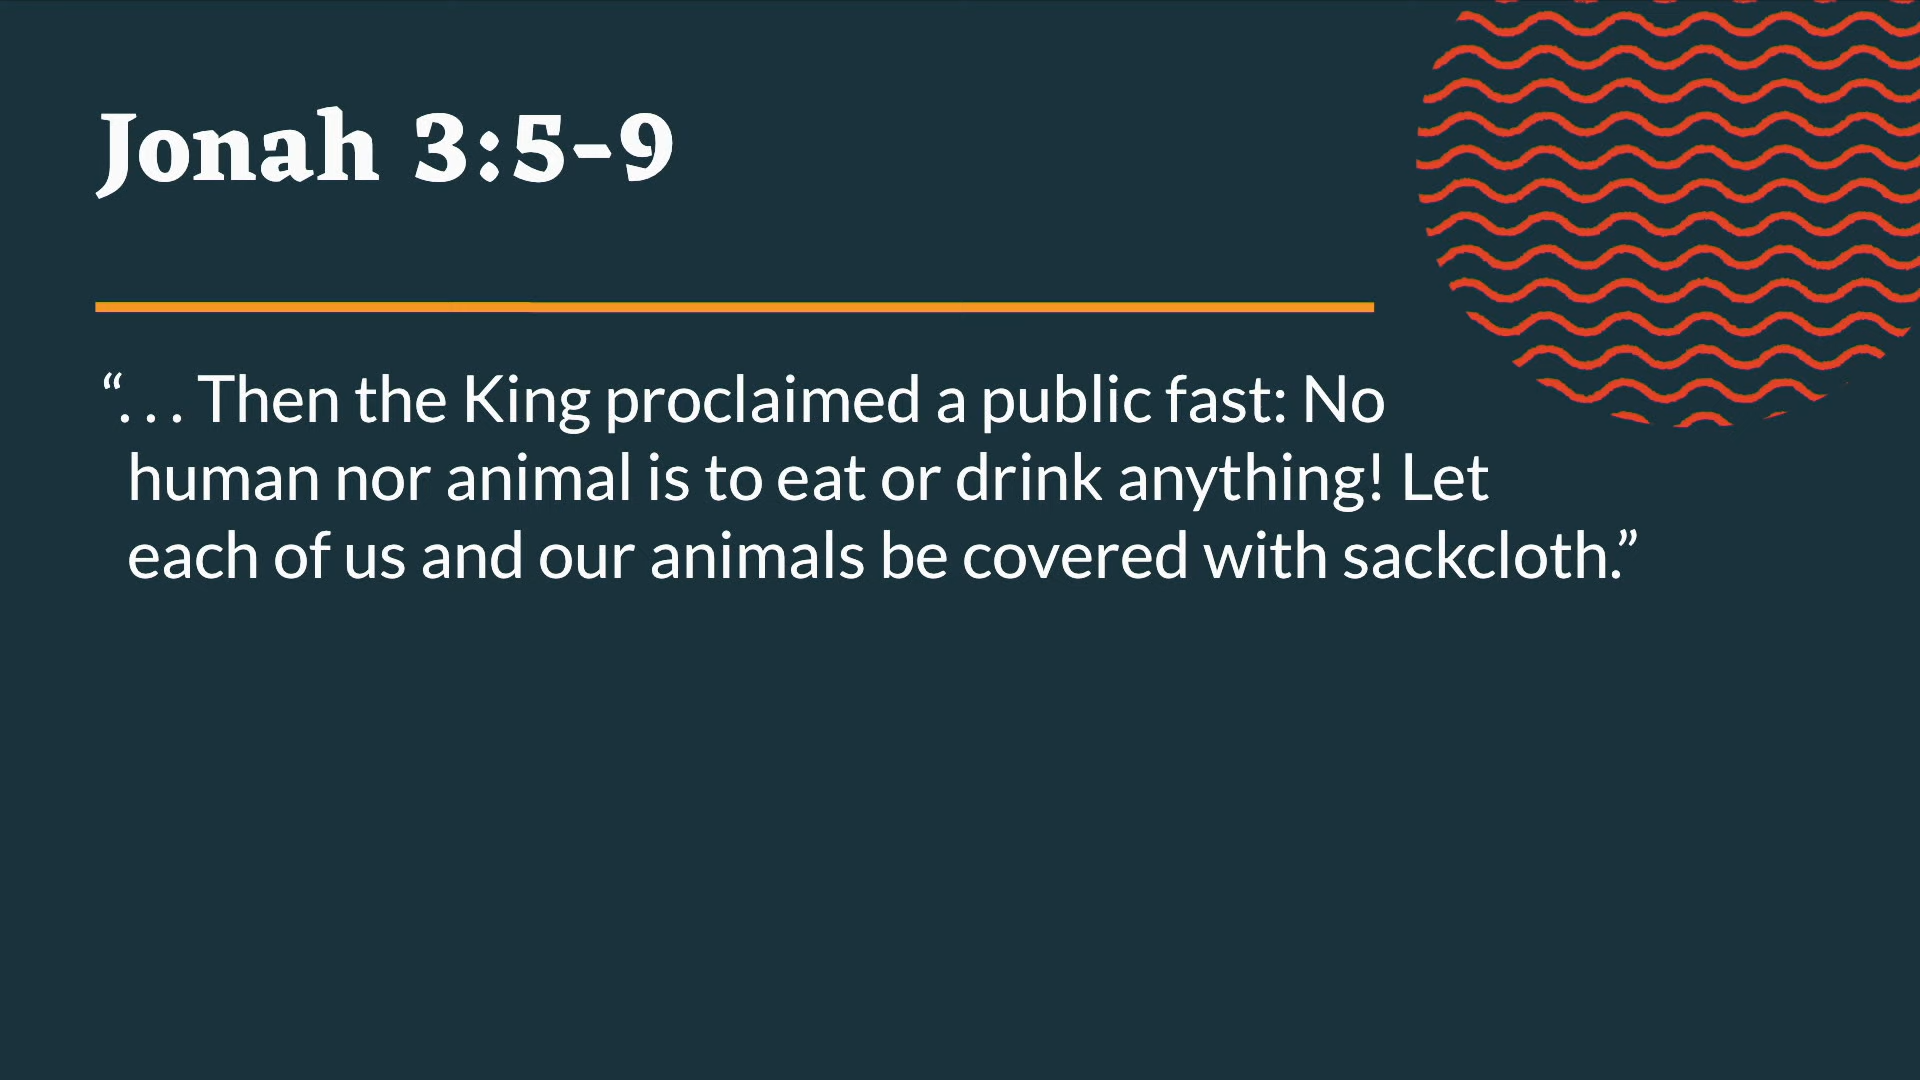 Jonah 3:5-9
“. . . Then the King proclaimed a public fast: No
human nor animal is to eat or drink anything! Let
each of us and our animals be covered with sackcloth.”